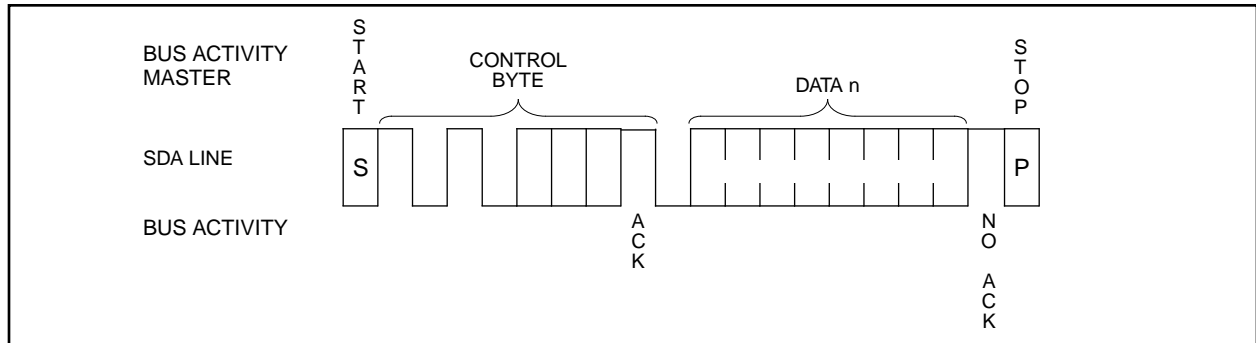 BUS ACTIVITY
MASTER
START
CONTROL
BYTE
DATA n
STOP
SDA LINE
S
P
BUS ACTIVITY
ACK
NO ACK